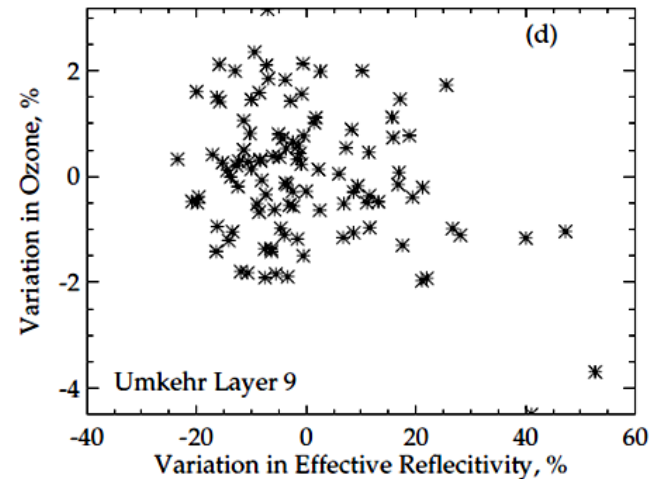 (d)
Variation in Ozone, %
2
0
-2
-4
Umkehr Layer 9
-40
-20
0
20
40
60
Variation in Effective Reflecitivity, %